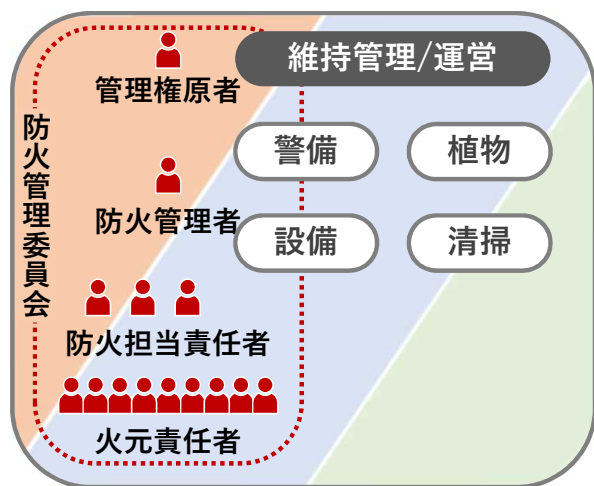 維持管理/運営
管理権原者
防火管理委員会
警備
植物
防火管理者
設備
清掃
防火担当責任者
火元責任者